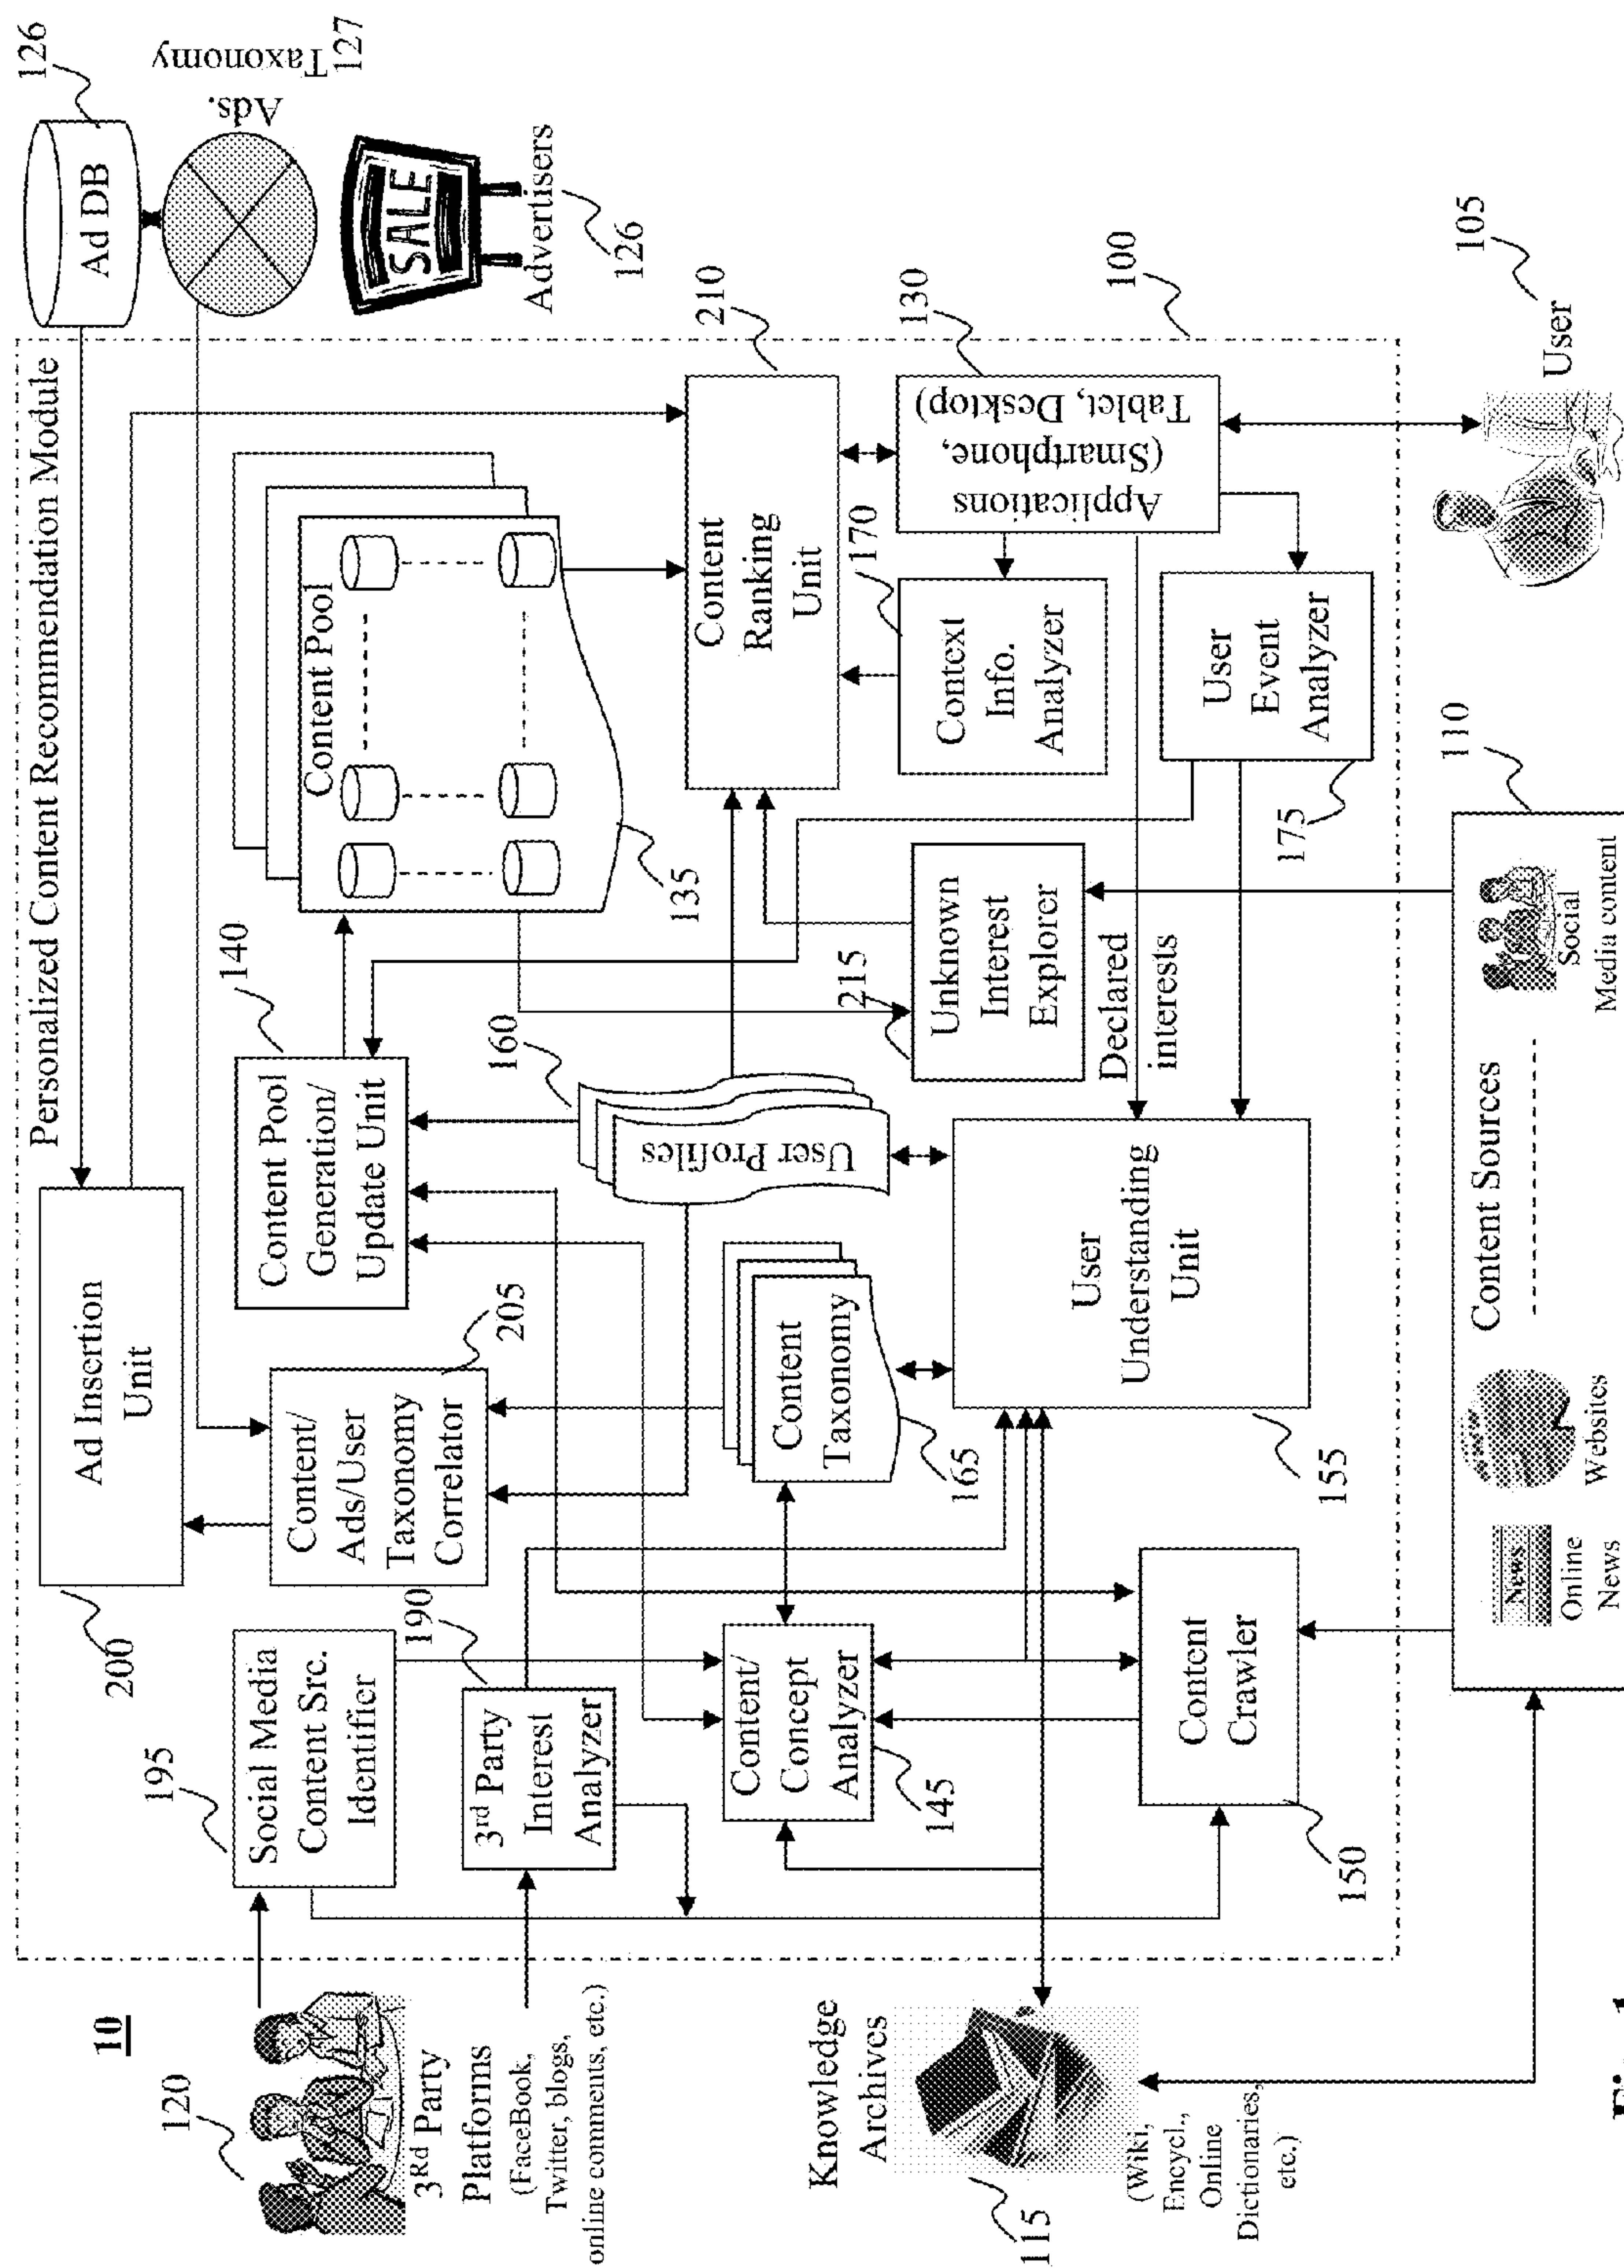 10
120
3Rd Party
Platforms
(FaceBook,
Twitter, blogs,
online comments, etc.)
Knowledge
Archives
115
(Wiki,
Encycl.,
Online
Dictionaries,
etc.)
Personalized Content Recommendation Module
200
Ad Insertion
Unit
195
Social Media
Content Src.
Identifier
190
3rd Party
Interest
Analyzer
Content/
Ads/User
Taxonomy
Correlator
205
140
Content Pool
Generation/
Update Unit
Content Pool
135
160
User Profiles
Content
Taxonomy
165
Content/
Concept
Analyzer
145
Content
Crawler
150
User
Understanding
Unit
155
215
Unknown
Interest
Explorer
Declared
interests
210
Content
Ranking
Unit
170
Context
Info.
Analyzer
130
Applications
(Smartphone,
Tablet, Desktop)
User
Event
Analyzer
175
100
Ad DB
126
Ads.
Taxonomy
127
SALE
Advertisers
126
105
User
110
Content Sources
News
Online
News
Websites
Social
Media content